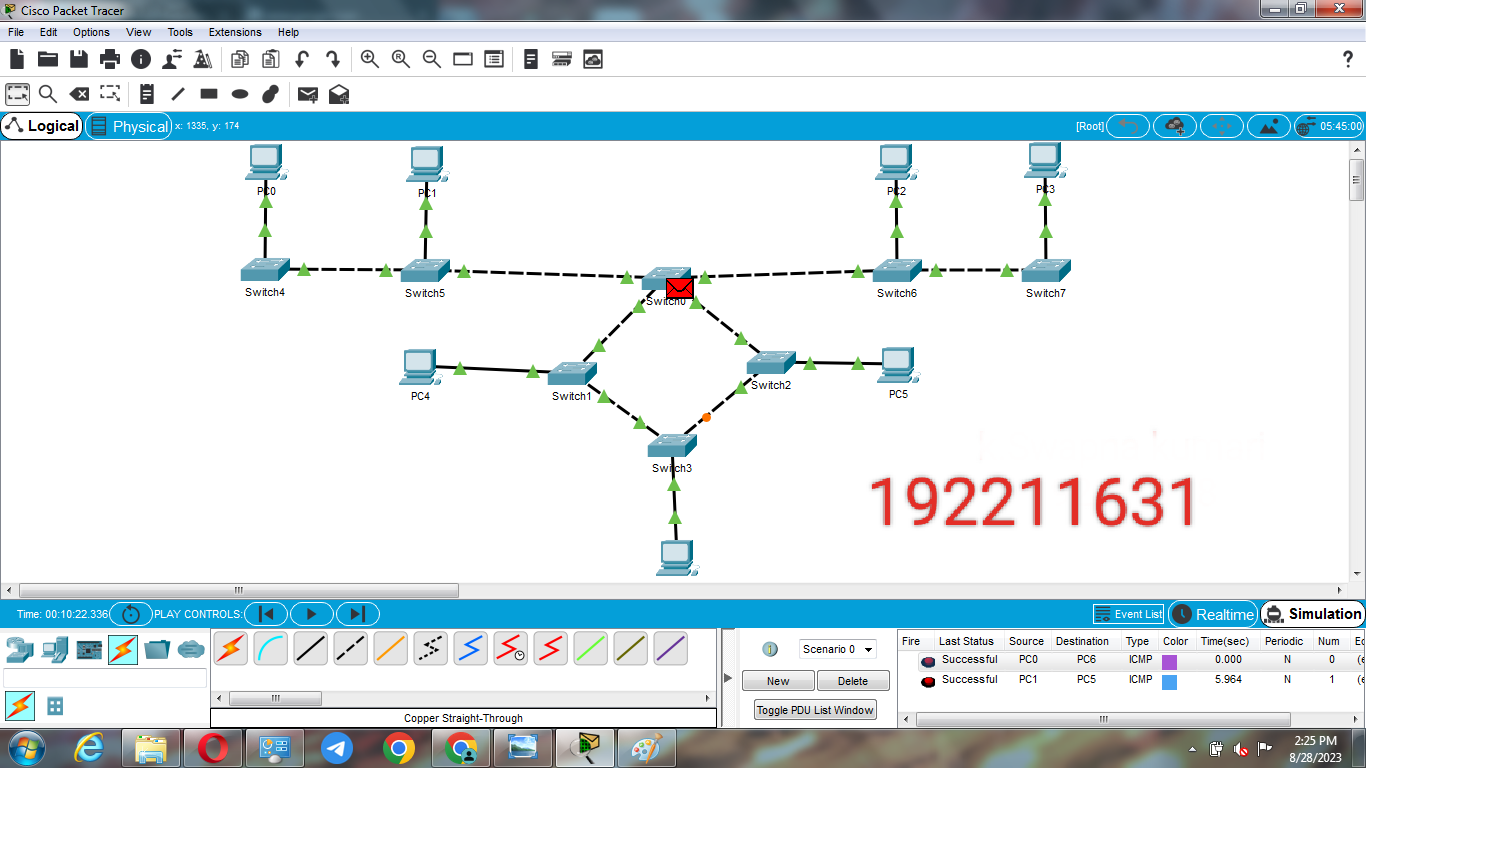 Cisco Packet Tracer
File Edit Options View Tools Extensions Help
Logical Physical x: 1335, y: 174 [Root] 05:45:00
PC0 PC1 PC2 PC3
Switch4 Switch5 Switch0 Switch6 Switch7
PC4 Switch1 Switch2 PC5
Switch3
192211631
Time: 00:10:22.336 PLAY CONTROLS: Event List Realtime Simulation
Scenario 0 Fire Last Status Source Destination Type Color Time(sec) Periodic Num
Successful PC0 PC6 ICMP 0.000 N 0 (e
New Delete Successful PC1 PC5 ICMP 5.964 N 1 (e
Toggle PDU List Window
Copper Straight-Through
2:25 PM
8/28/2023